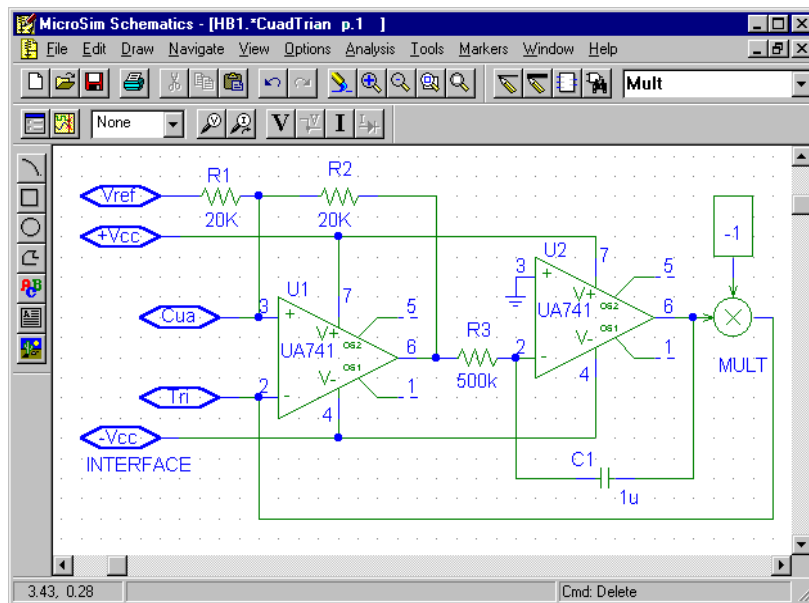 MicroSim Schematics - [HB1.*CuadTrian p.1 ]
File Edit Draw Navigate View Options Analysis Tools Markers Window Help
Mult
None
V V I
ABC
R1 R2
Vref
20K 20K
+Vcc
-1
U2
7
5
3
+
U1
7
V+
Cua
3
+
5
OS2
6
V+
UA741
OS2
R3
OS1
UA741
6
2
-
V-
1
OS1
500k
4
MULT
V-
1
Tri
2
-
4
-Vcc
C1
INTERFACE
1u
3.43, 0.28
Cmd: Delete